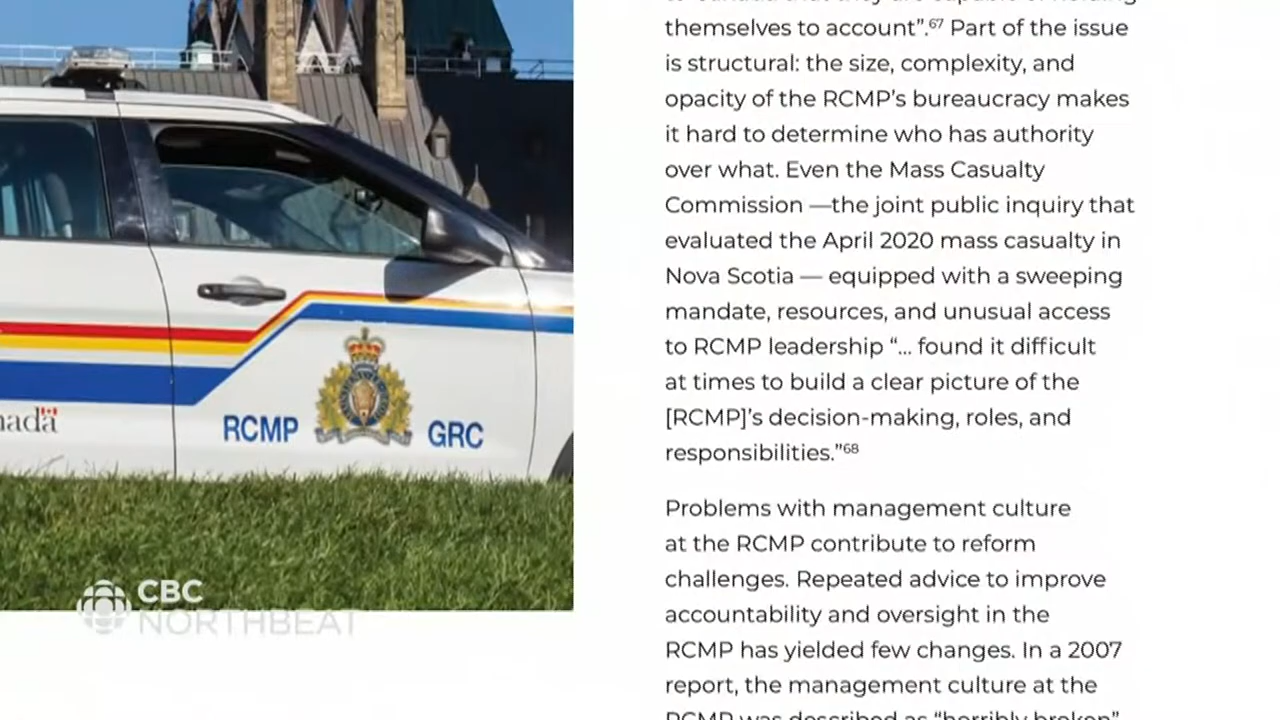 themselves to account”.⁶⁷ Part of the issue
is structural: the size, complexity, and
opacity of the RCMP’s bureaucracy makes
it hard to determine who has authority
over what. Even the Mass Casualty
Commission —the joint public inquiry that
evaluated the April 2020 mass casualty in
Nova Scotia — equipped with a sweeping
mandate, resources, and unusual access
to RCMP leadership “... found it difficult
at times to build a clear picture of the
[RCMP]’s decision-making, roles, and
responsibilities.”⁶⁸
Problems with management culture
at the RCMP contribute to reform
challenges. Repeated advice to improve
accountability and oversight in the
RCMP has yielded few changes. In a 2007
report, the management culture at the
RCMP was described as “horribly broken”
RCMP GRC
CBC
NORTHBEAT